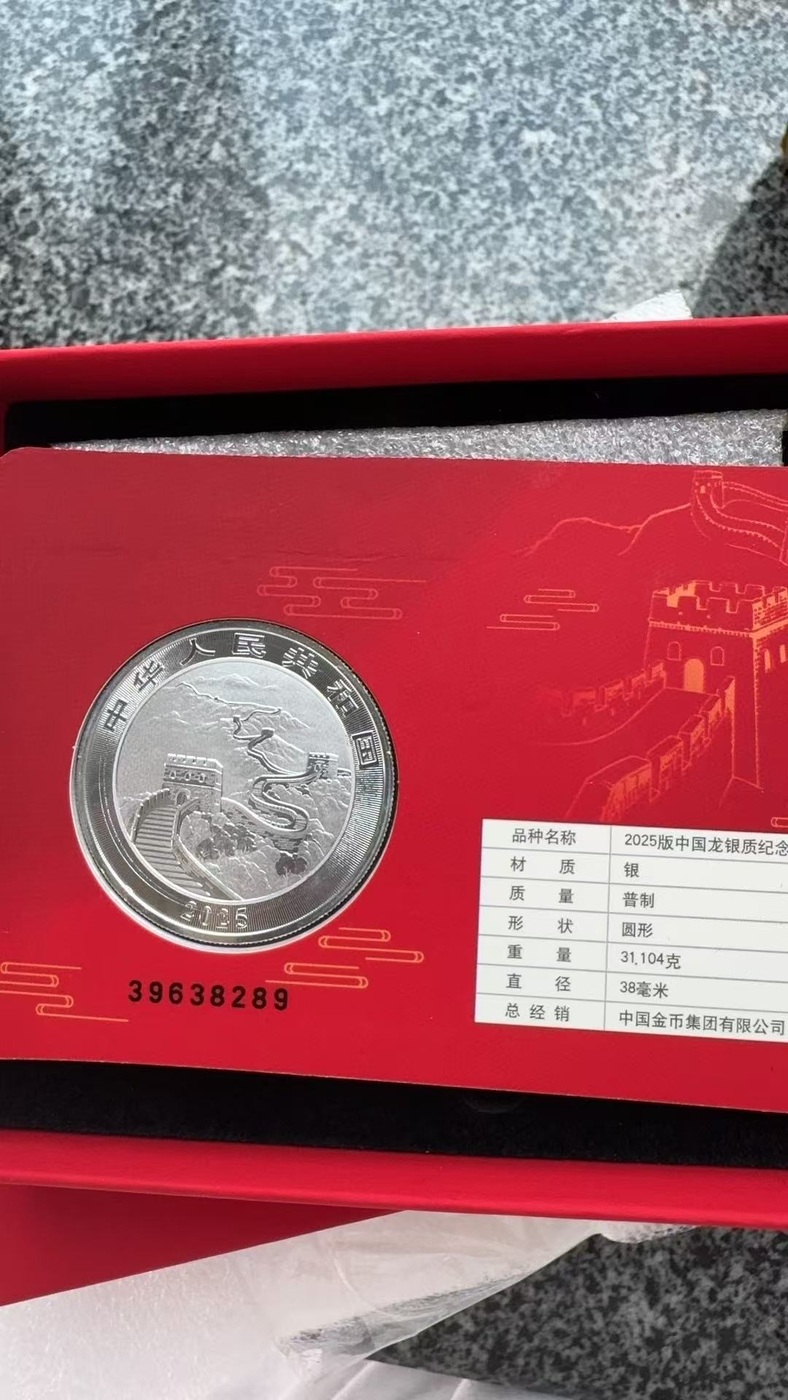 中华人民共和国
2025
39638289
品种名称 2025版中国龙银质纪念
材 质 银
质 量 普制
形 状 圆形
重 量 31.104克
直 径 38毫米
总 经 销 中国金币集团有限公司